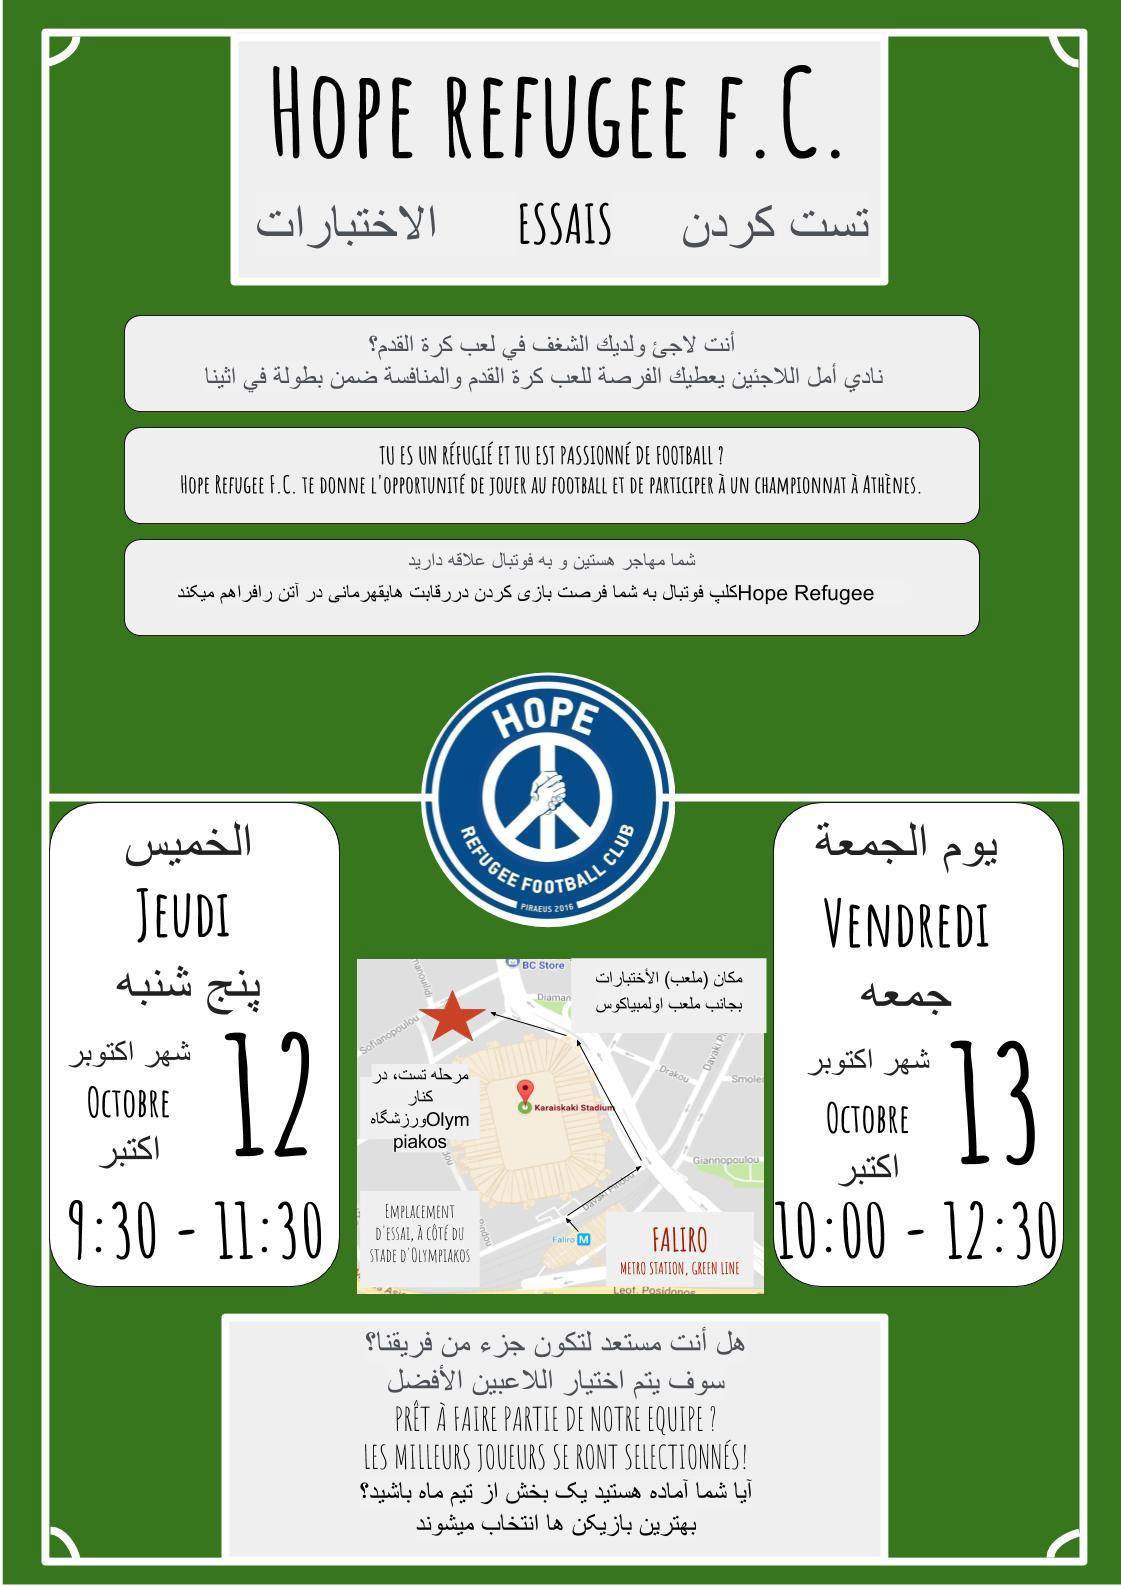 HOPE REFUGEE F.C.
الاختبارات ESSAIS تست کردن
أنت لاجئ ولديك الشغف في لعب كرة القدم؟
نادي أمل اللاجئين يعطيك الفرصة للعب كرة القدم والمنافسة ضمن بطولة في اثينا
TU ES UN RÉFUGIÉ ET TU EST PASSIONNÉ DE FOOTBALL ?
HOPE REFUGEE F.C. TE DONNE L'OPPORTUNITÉ DE JOUER AU FOOTBALL ET DE PARTICIPER À UN CHAMPIONNAT À ATHÈNES.
شما مهاجر هستین و به فوتبال علاقه دارید
Hope Refugeeکلپ فوتبال به شما فرصت بازی کردن دررقابت هایقهرمانی در آتن رافراهم میکند
HOPE
REFUGEE FOOTBALL CLUB
PIRAEUS 2016
الخميس
JEUDI
پنج شنبه
شهر اكتوبر
OCTOBRE
اکتبر
12
9:30 - 11:30
BC Store
Diaman
Sofianopoulou
مكان (ملعب) الأختبارات
بجانب ملعب اولمبياكوس
Drakou
Smole
مرحله تست، در
کنار
ورزشگاهOlym
piakos
Karaiskaki Stadium
Giannopoulou
EMPLACEMENT
D'ESSAI, À CÔTÉ DU
STADE D'OLYMPIAKOS
Faliro M
FALIRO
METRO STATION, GREEN LINE
Leof. Posidonos
يوم الجمعة
VENDREDI
جمعه
شهر اكتوبر
OCTOBRE
اکتبر
13
10:00 - 12:30
هل أنت مستعد لتكون جزء من فريقنا؟
سوف يتم اختيار اللاعبين الأفضل
PRÊT À FAIRE PARTIE DE NOTRE EQUIPE ?
LES MILLEURS JOUEURS SE RONT SELECTIONNÉS!
آیا شما آماده هستید یک بخش از تیم ماه باشید؟
بهترین بازیکن ها انتخاب میشوند